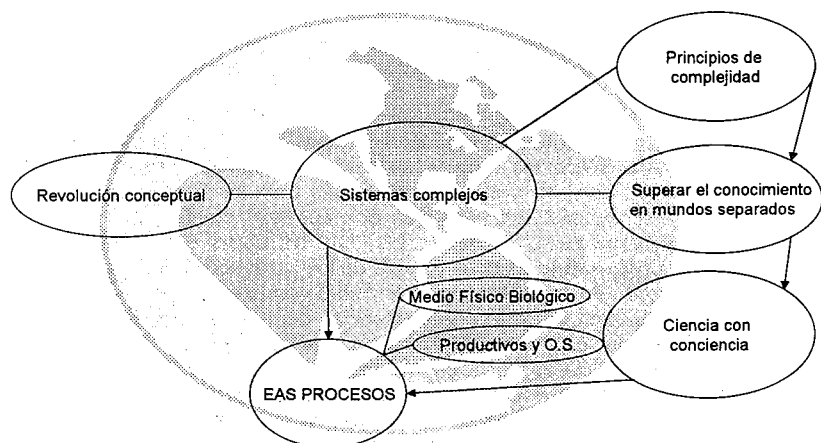 Principios de
complejidad
Revolución conceptual
Sistemas complejos
Superar el conocimiento
en mundos separados
Medio Físico Biológico
Productivos y O.S
Ciencia con
conciencia
EAS PROCESOS